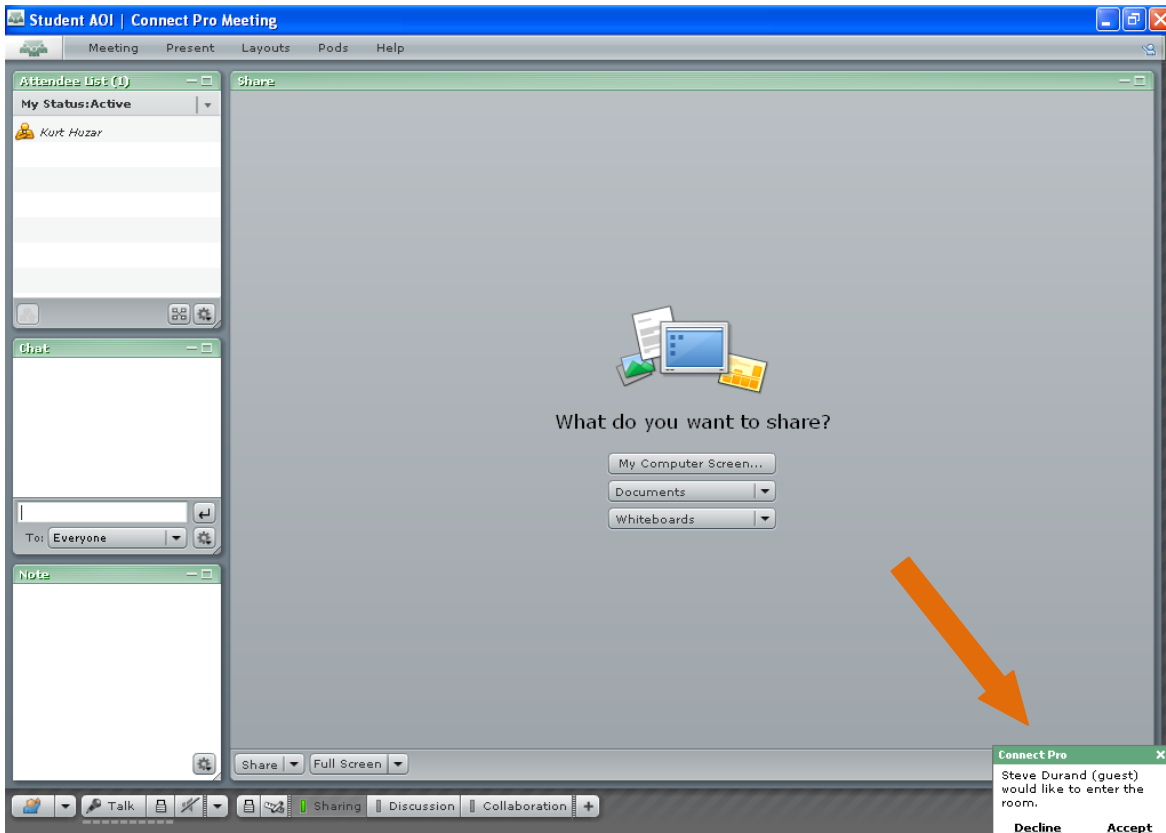 Student AOI | Connect Pro Meeting
Meeting Present Layouts Pods Help
Attendee List (1)
My Status:Active
Kurt Huzar
Chat
To: Everyone
Note
Share
What do you want to share?
My Computer Screen...
Documents
Whiteboards
Share Full Screen
Connect Pro
Steve Durand (guest)
would like to enter the
room.
Decline Accept
Talk Sharing Discussion Collaboration +